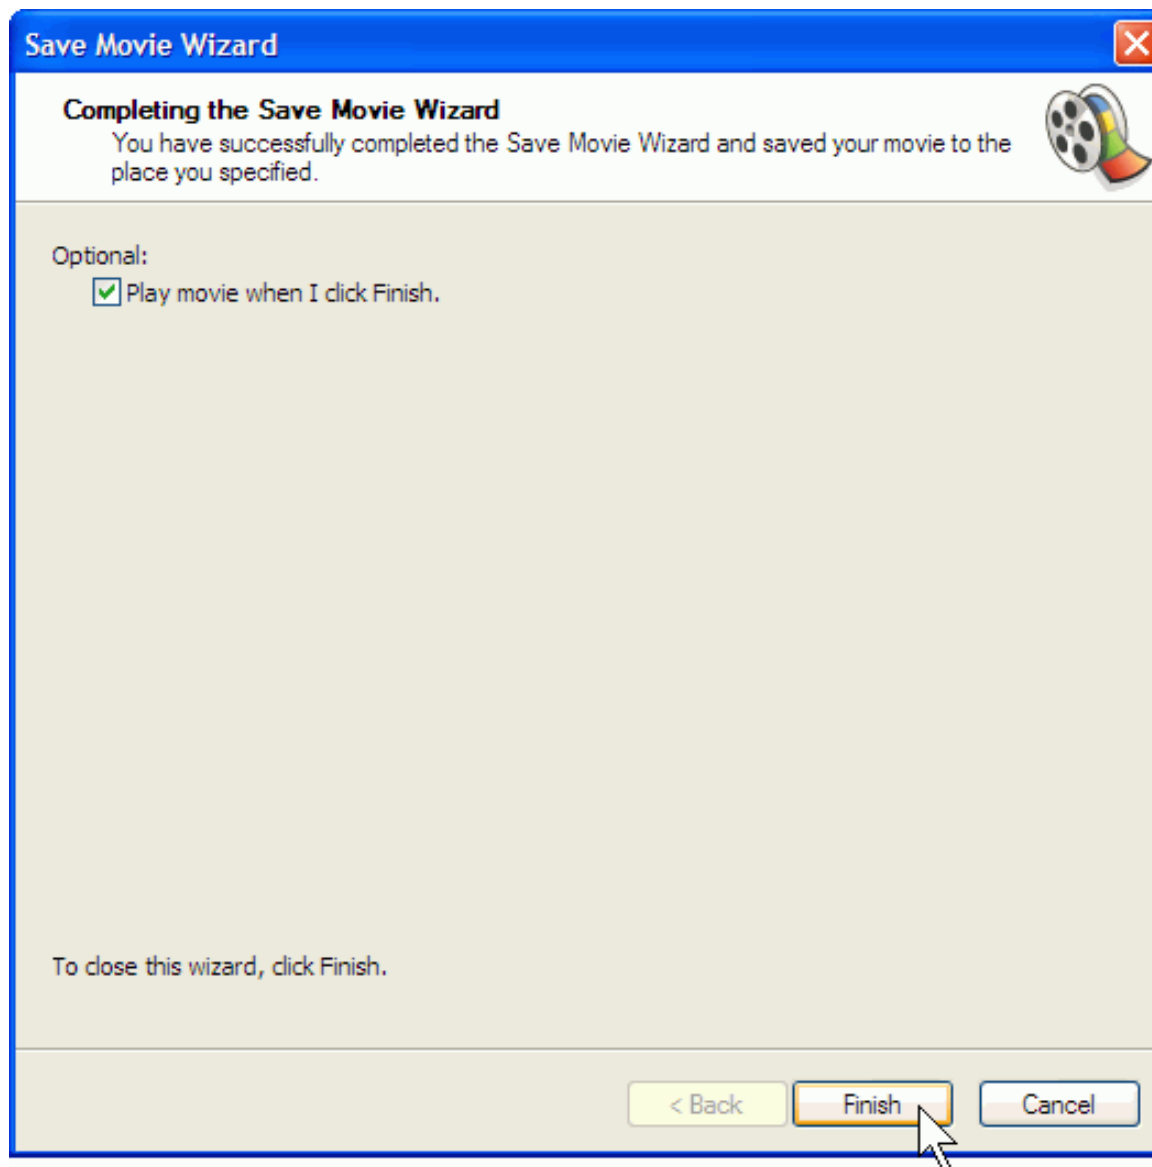 Save Movie Wizard
Completing the Save Movie Wizard
You have successfully completed the Save Movie Wizard and saved your movie to the
place you specified.
Optional:
Play movie when I click Finish.
To close this wizard, click Finish.
< Back
Finish
Cancel